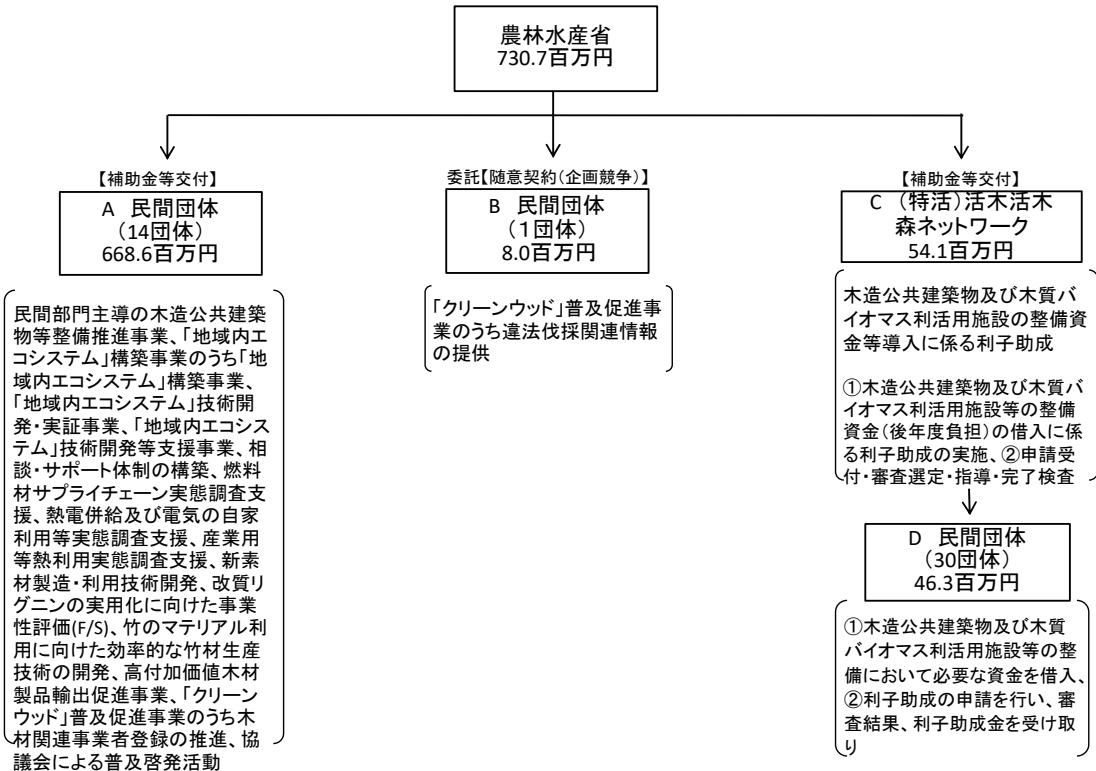 農林水産省
730.7百万円
【補助金等交付】
A 民間団体
(14団体)
668.6百万円
民間部門主導の木造公共建築
物等整備推進事業、「地域内エ
コシステム」構築事業のうち「地
域内エコシステム」構築事業、
「地域内エコシステム」技術開
発・実証事業、「地域内エコシス
テム」技術開発等支援事業、相
談・サポート体制の構築、燃料
材サプライチェーン実態調査支
援、熱電併給及び電気の自家
利用等実態調査支援、産業用
等熱利用実態調査支援、新素
材製造・利用技術開発、改質リ
グニンの実用化に向けた事業
性評価(F/S)、竹のマテリアル利
用に向けた効率的な竹材生産
技術の開発、高付加価値木材
製品輸出促進事業、「クリーン
ウッド」普及促進事業のうち木
材関連事業者登録の推進、協
議会による普及啓発活動
委託【随意契約(企画競争)】
B 民間団体
(1団体)
8.0百万円
「クリーンウッド」普及促進事
業のうち違法伐採関連情報
の提供
【補助金等交付】
C (特活)活木活木
森ネットワーク
54.1百万円
木造公共建築物及び木質バ
イオマス利活用施設の整備資
金等導入に係る利子助成
①木造公共建築物及び木質バ
イオマス利活用施設等の整備
資金(後年度負担)の借入に係
る利子助成の実施、②申請受
付・審査選定・指導・完了検査
D 民間団体
(30団体)
46.3百万円
①木造公共建築物及び木質
バイオマス利活用施設等の整
備において必要な資金を借入、
②利子助成の申請を行い、審
査結果、利子助成金を受け取
り